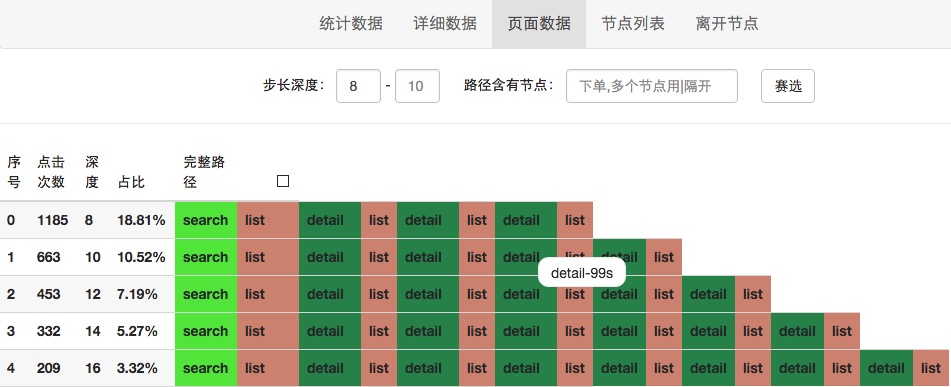 统计数据 详细数据 页面数据 节点列表 离开节点
步长深度： 8 - 10 路径含有节点： 下单,多个节点用|隔开 赛选
序号 点击次数 深度 占比 完整路径
0 1185 8 18.81% search list detail list detail list detail list
1 663 10 10.52% search list detail list detail list detail list detail list
detail-99s
2 453 12 7.19% search list detail list detail list detail list detail list detail list
3 332 14 5.27% search list detail list detail list detail list detail list detail list detail list
4 209 16 3.32% search list detail list detail list detail list detail list detail list detail list detail list